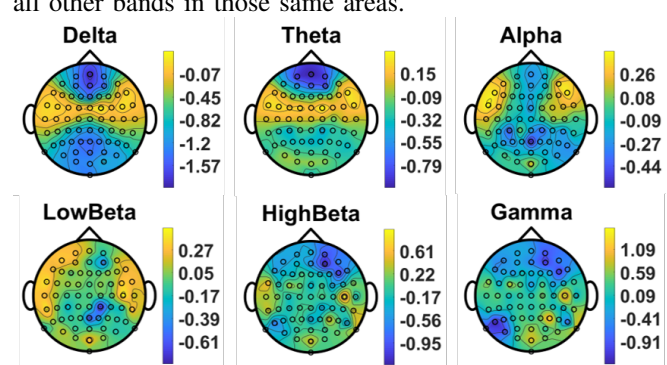 all other bands in those same areas.
Delta Theta Alpha
-0.07 0.15 0.26
-0.45 -0.09 0.08
-0.82 -0.32 -0.09
-1.2 -0.55 -0.27
-1.57 -0.79 -0.44
LowBeta HighBeta Gamma
0.27 0.61 1.09
0.05 0.22 0.59
-0.17 -0.17 0.09
-0.39 -0.56 -0.41
-0.61 -0.95 -0.91